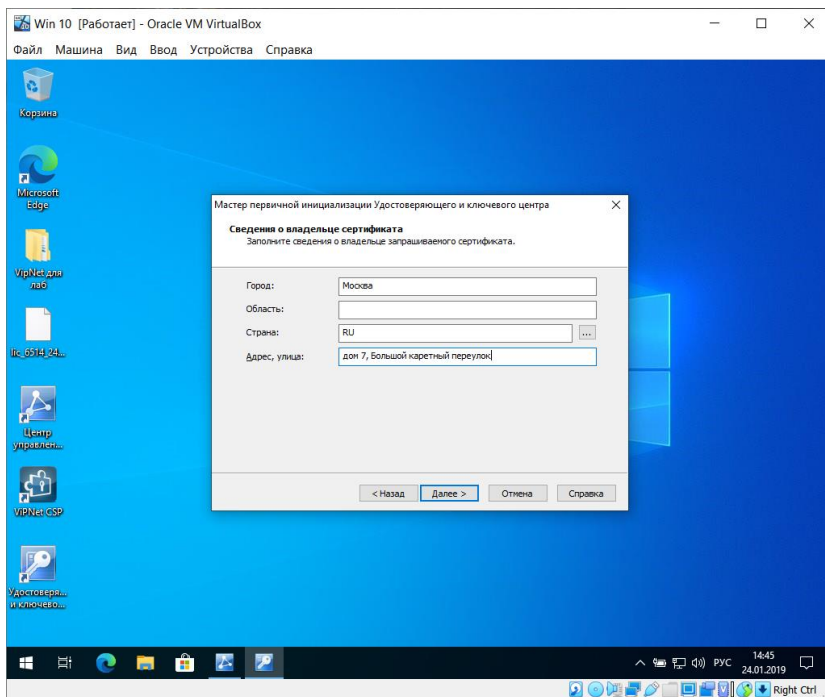 Win 10 [Работает] - Oracle VM VirtualBox
Файл Машина Вид Ввод Устройства Справка
Корзина
Microsoft
Edge
VipNet для
лаб
lic_6514_24...
Центр
управлен...
ViPNet CSP
Удостоверя...
и ключево...
Мастер первичной инициализации Удостоверяющего и ключевого центра
Сведения о владельце сертификата
Заполните сведения о владельце запрашиваемого сертификата.
Город: Москва
Область:
Страна: RU ...
Адрес, улица: дом 7, Большой каретный переулок
< Назад Далее > Отмена Справка
РУС 14:45
24.01.2019
Right Ctrl